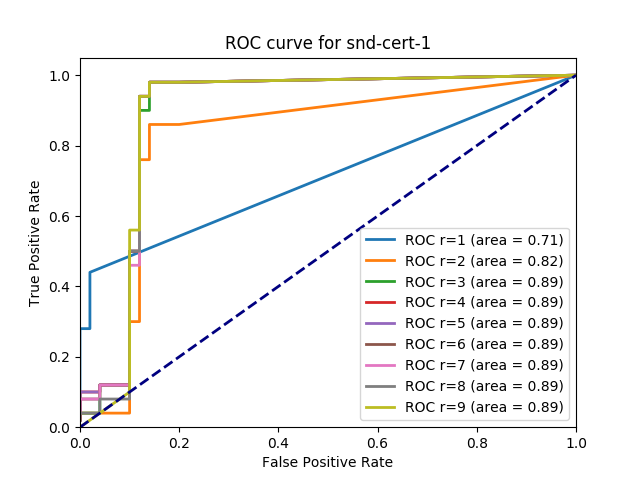 ROC curve for snd-cert-1
1.0
0.8
0.6
0.4
0.2
0.0
True Positive Rate
0.0 0.2 0.4 0.6 0.8 1.0
False Positive Rate
ROC r=1 (area = 0.71)
ROC r=2 (area = 0.82)
ROC r=3 (area = 0.89)
ROC r=4 (area = 0.89)
ROC r=5 (area = 0.89)
ROC r=6 (area = 0.89)
ROC r=7 (area = 0.89)
ROC r=8 (area = 0.89)
ROC r=9 (area = 0.89)